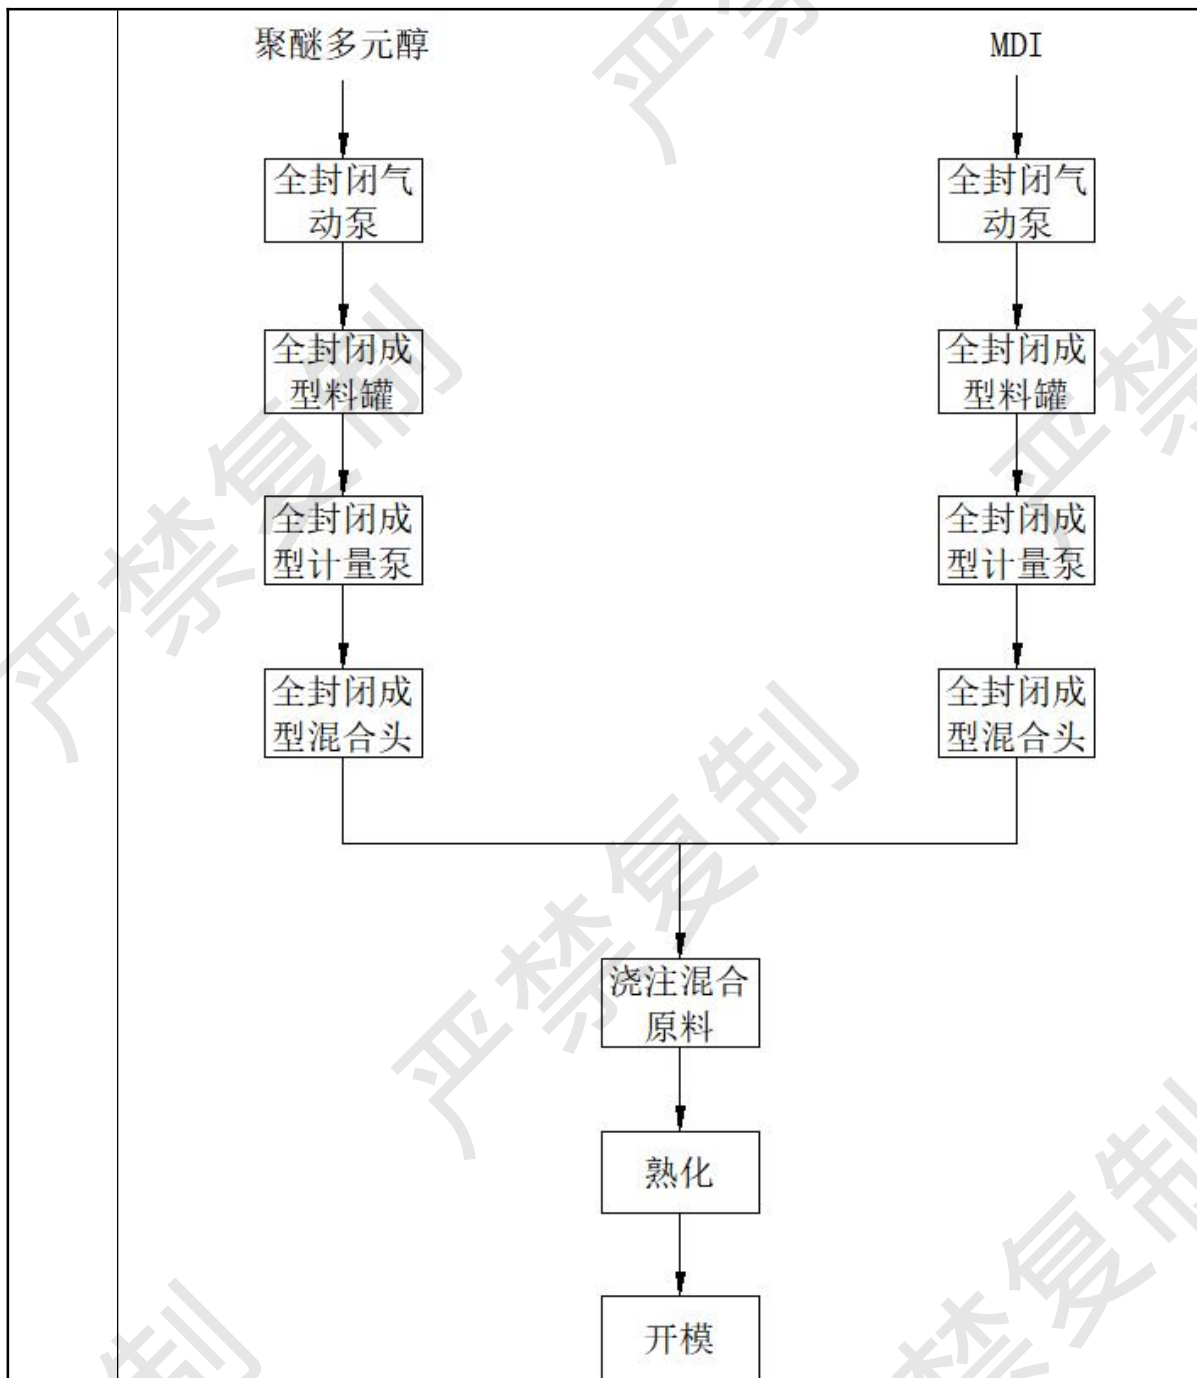 聚醚多元醇
MDI
全封闭气
动泵
全封闭气
动泵
全封闭成
型料罐
全封闭成
型料罐
全封闭成
型计量泵
全封闭成
型计量泵
全封闭成
型混合头
全封闭成
型混合头
浇注混合
原料
熟化
开模
严禁复制
严禁复制
严禁
严禁
禁复制
制